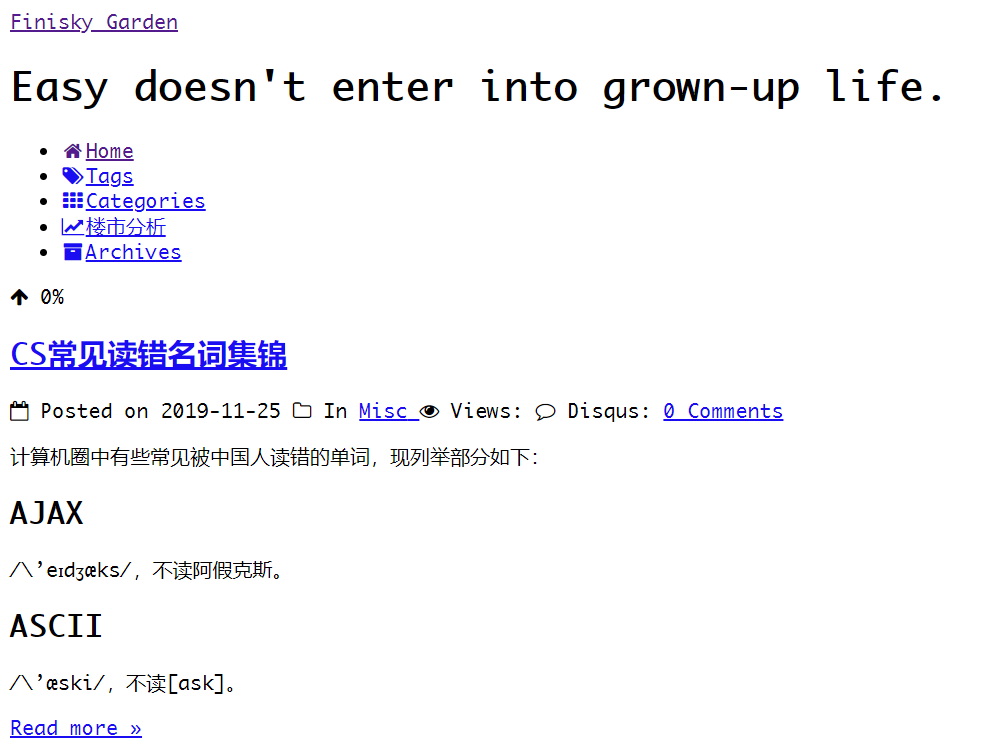 Finisky Garden
Easy doesn't enter into grown-up life.
Home
Tags
Categories
楼市分析
Archives
0%
CS常见读错名词集锦
Posted on 2019-11-25 In Misc Views: Disqus: 0 Comments
计算机圈中有些常见被中国人读错的单词，现列举部分如下：
AJAX
/\’eɪdʒæks/，不读阿假克斯。
ASCII
/\’æski/，不读[ask]。
Read more »